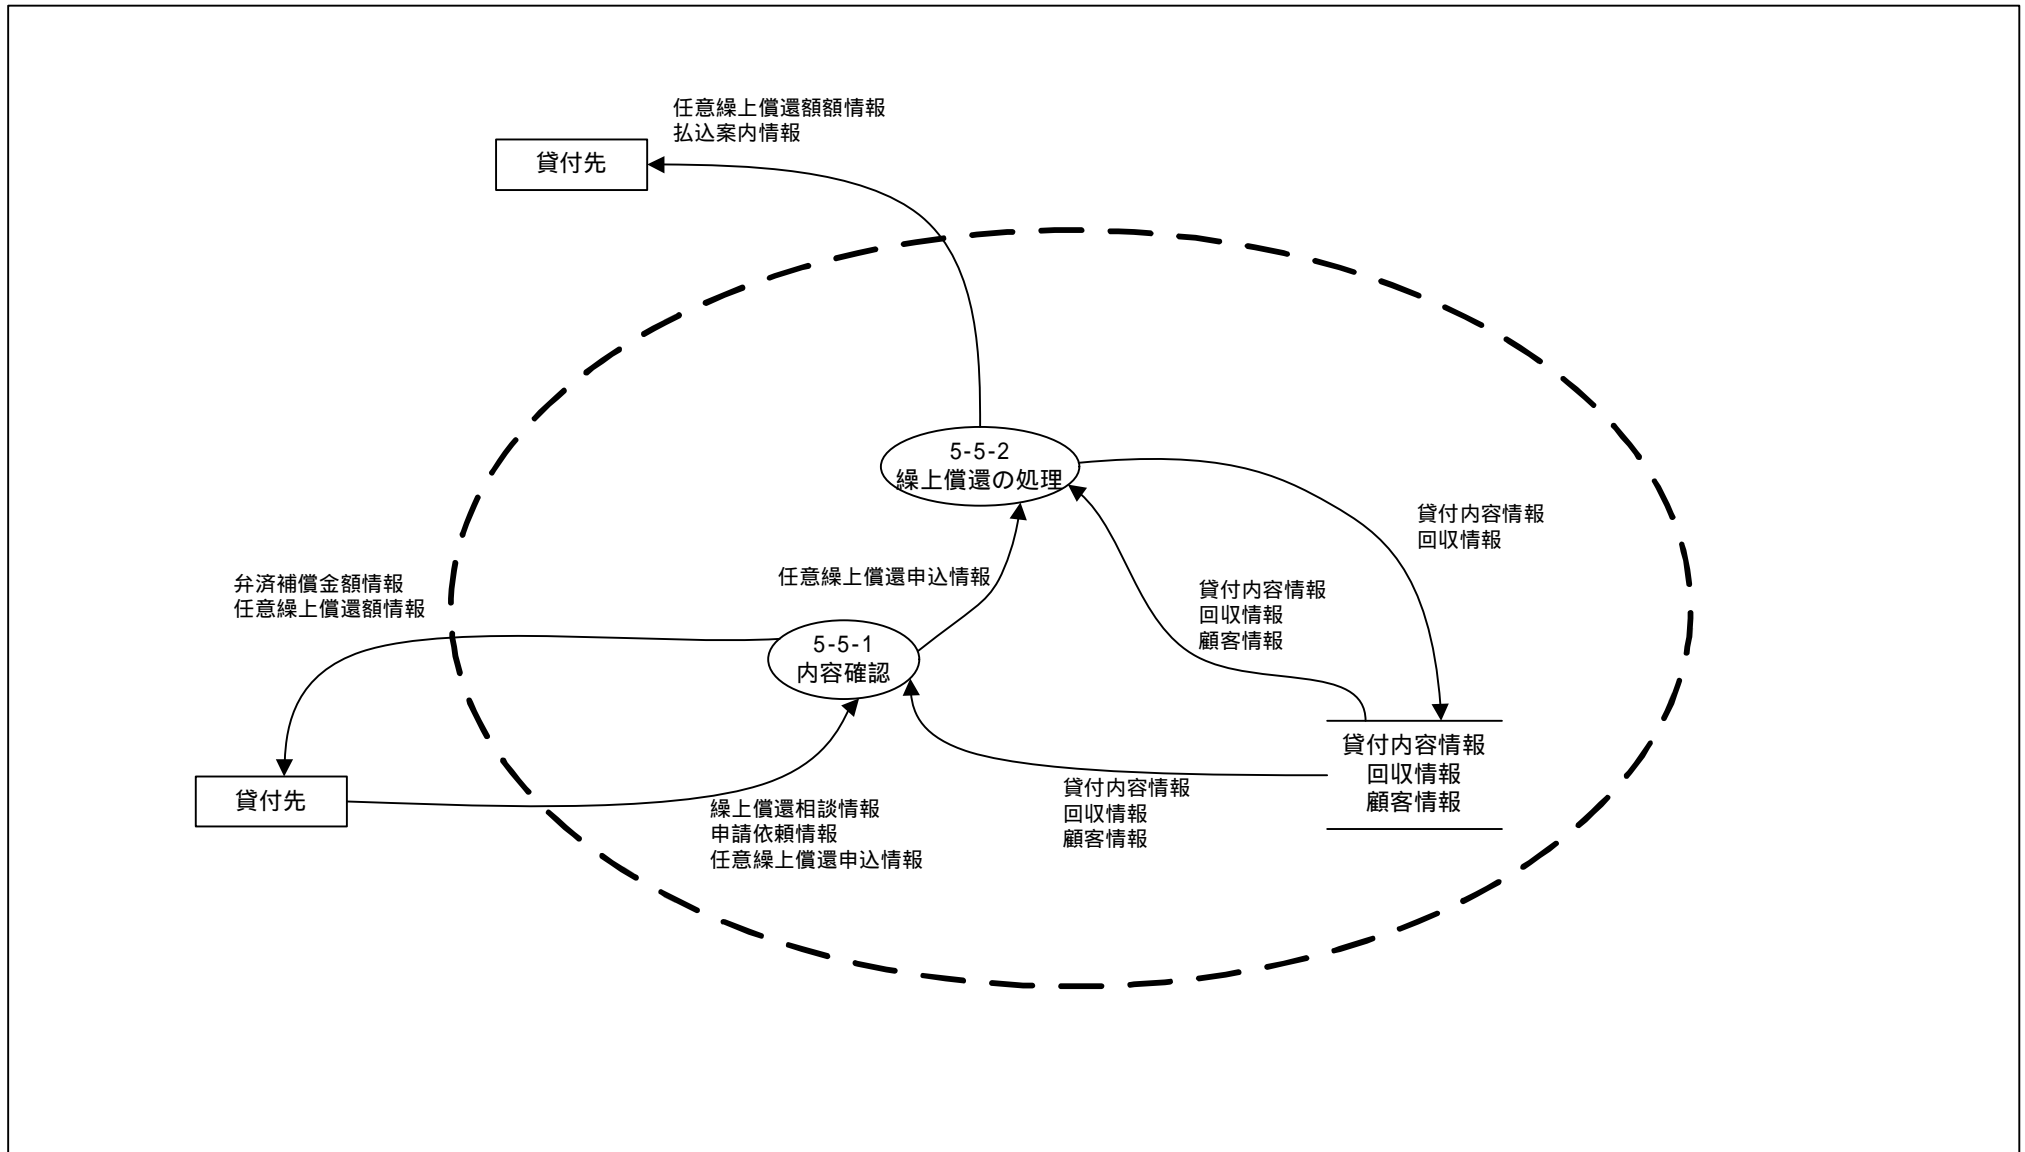 任意繰上償還額額情報
払込案内情報
貸付先
5-5-2
繰上償還の処理
貸付内容情報
回収情報
任意繰上償還申込情報
貸付内容情報
回収情報
顧客情報
弁済補償金額情報
任意繰上償還額情報
5-5-1
内容確認
貸付先
繰上償還相談情報
申請依頼情報
任意繰上償還申込情報
貸付内容情報
回収情報
顧客情報
貸付内容情報
回収情報
顧客情報